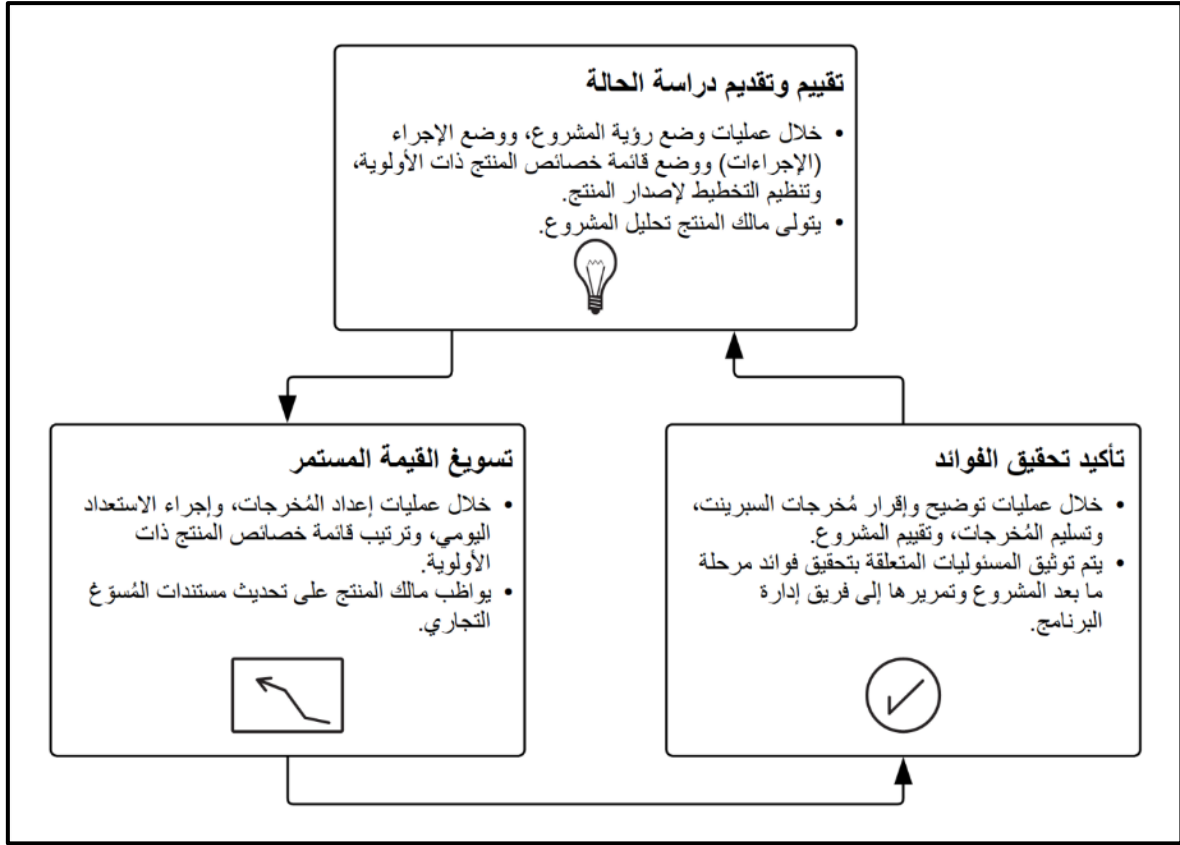 تقييم وتقديم دراسة الحالة
• خلال عمليات وضع رؤية المشروع، ووضع الإجراء
(الإجراءات) ووضع قائمة خصائص المنتج ذات الأولوية،
وتنظيم التخطيط لإصدار المنتج.
• يتولى مالك المنتج تحليل المشروع.
تسويغ القيمة المستمر
• خلال عمليات إعداد المُخرجات، وإجراء الاستعداد
اليومي، وترتيب قائمة خصائص المنتج ذات
الأولوية.
• يواظب مالك المنتج على تحديث مستندات المُسوّغ
التجاري.
تأكيد تحقيق الفوائد
• خلال عمليات توضيح وإقرار مُخرجات السبرينت،
وتسليم المُخرجات، وتقييم المشروع.
• يتم توثيق المسئوليات المتعلقة بتحقيق فوائد مرحلة
ما بعد المشروع وتمريرها إلى فريق إدارة
البرنامج.